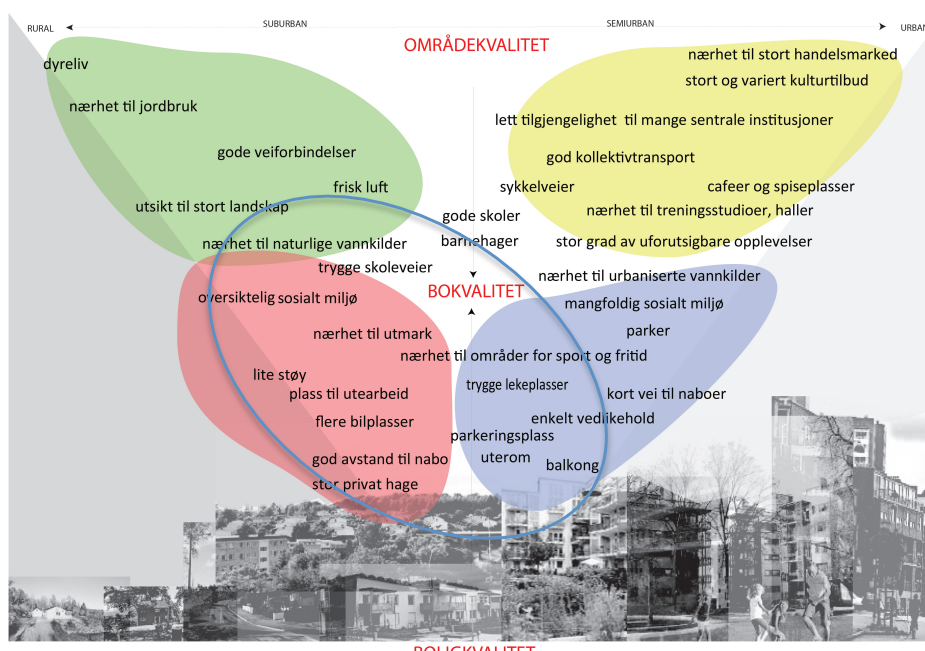 RURAL
SUBURBAN
SEMIURBAN
URBAN
OMRÅDEKVALITET
dyreliv
nærhet til jordbruk
gode veiforbindelser
frisk luft
utsikt til stort landskap
nærhet til naturlige vannkilder
nærhet til stort handelsmarked
stort og variert kulturtilbud
lett tilgjengelighet til mange sentrale institusjoner
god kollektivtransport
sykkelveier
cafeer og spiseplasser
nærhet til treningsstudioer, haller
stor grad av uforutsigbare opplevelser
gode skoler
barnehager
trygge skoleveier
BOKVALITET
oversiktelig sosialt miljø
nærhet til utmark
lite støy
plass til utearbeid
flere bilplasser
god avstand til nabo
stor privat hage
nærhet til urbaniserte vannkilder
mangfoldig sosialt miljø
parker
nærhet til områder for sport og fritid
trygge lekeplasser
kort vei til naboer
enkelt vedlikehold
parkeringsplass
uterom
balkong
BOLIGKVALITET